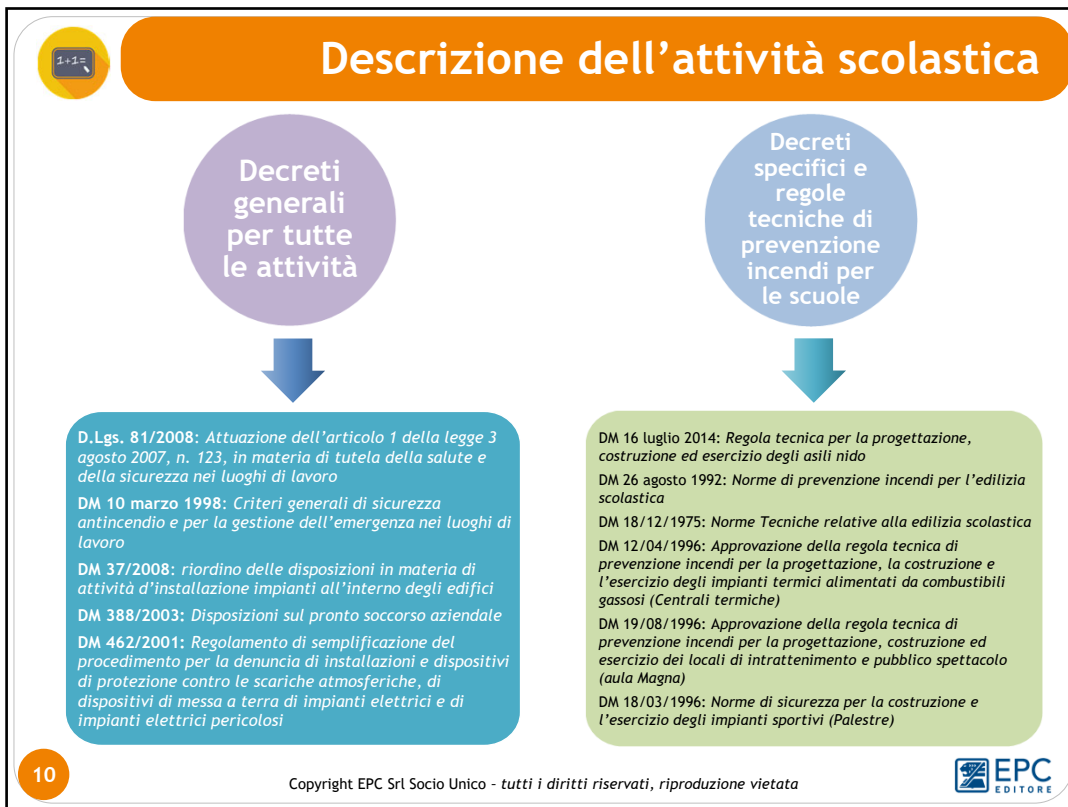 1+1=
Descrizione dell’attività scolastica
Decreti
generali
per tutte
le attività
Decreti
specifici e
regole
tecniche di
prevenzione
incendi per
le scuole
D.Lgs. 81/2008: Attuazione dell’articolo 1 della legge 3
agosto 2007, n. 123, in materia di tutela della salute e
della sicurezza nei luoghi di lavoro
DM 10 marzo 1998: Criteri generali di sicurezza
antincendio e per la gestione dell’emergenza nei luoghi di
lavoro
DM 37/2008: riordino delle disposizioni in materia di
attività d’installazione impianti all’interno degli edifici
DM 388/2003: Disposizioni sul pronto soccorso aziendale
DM 462/2001: Regolamento di semplificazione del
procedimento per la denuncia di installazioni e dispositivi
di protezione contro le scariche atmosferiche, di
dispositivi di messa a terra di impianti elettrici e di
impianti elettrici pericolosi
DM 16 luglio 2014: Regola tecnica per la progettazione,
costruzione ed esercizio degli asili nido
DM 26 agosto 1992: Norme di prevenzione incendi per l’edilizia
scolastica
DM 18/12/1975: Norme Tecniche relative alla edilizia scolastica
DM 12/04/1996: Approvazione della regola tecnica di
prevenzione incendi per la progettazione, la costruzione e
l’esercizio degli impianti termici alimentati da combustibili
gassosi (Centrali termiche)
DM 19/08/1996: Approvazione della regola tecnica di
prevenzione incendi per la progettazione, costruzione ed
esercizio dei locali di intrattenimento e pubblico spettacolo
(aula Magna)
DM 18/03/1996: Norme di sicurezza per la costruzione e
l’esercizio degli impianti sportivi (Palestre)
10
Copyright EPC Srl Socio Unico – tutti i diritti riservati, riproduzione vietata
EPC
EDITORE